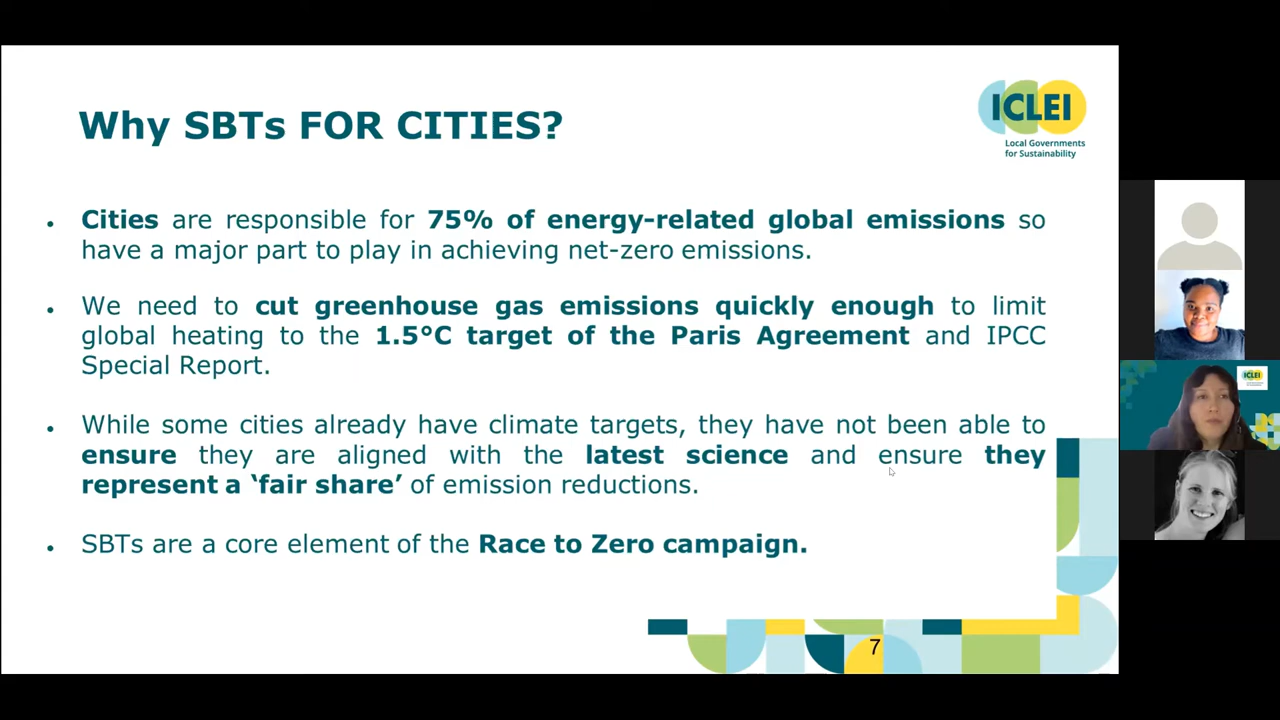 Why SBTs FOR CITIES?
ICLEI
Local Governments
for Sustainability
• Cities are responsible for 75% of energy-related global emissions so
have a major part to play in achieving net-zero emissions.
• We need to cut greenhouse gas emissions quickly enough to limit
global heating to the 1.5°C target of the Paris Agreement and IPCC
Special Report.
• While some cities already have climate targets, they have not been able to
ensure they are aligned with the latest science and ensure they
represent a ‘fair share’ of emission reductions.
• SBTs are a core element of the Race to Zero campaign.
7
ICLEI